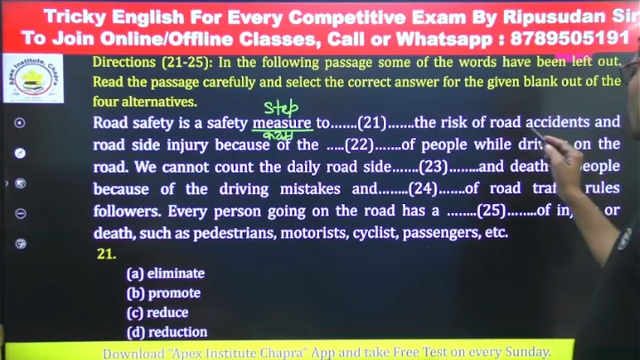 Tricky English For Every Competitive Exam By Ripusudan Si
To Join Online/Offline Classes, Call or Whatsapp : 8789505191
Apex Institute, Chapra
Directions (21-25): In the following passage some of the words have been left out.
Read the passage carefully and select the correct answer for the given blank out of the
four alternatives.
Step
Road safety is a safety measure to.......(21).......the risk of road accidents and
road side injury because of the .....(22).......of people while on the
road. We cannot count the daily road side.......(23).......and death people
because of the driving mistakes and.......(24).......of road rules
followers. Every person going on the road has a ........(25)........of or
death, such as pedestrians, motorists, cyclist, passengers, etc.
21.
(a) eliminate
(b) promote
(c) reduce
(d) reduction
Download "Apex Institute Chapra" App and take Free Test on every Sunday.